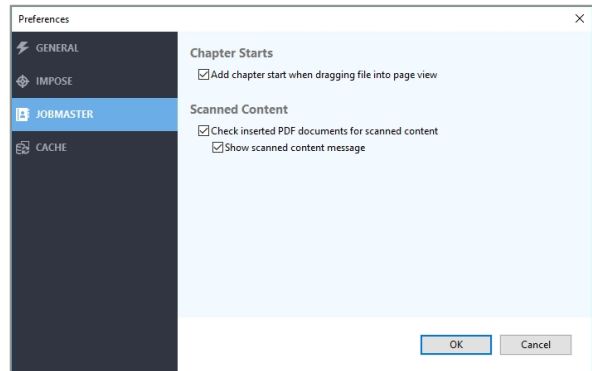 Preferences
GENERAL
IMPOSE
JOBMASTER
CACHE
Chapter Starts
Add chapter start when dragging file into page view
Scanned Content
Check inserted PDF documents for scanned content
Show scanned content message
OK
Cancel